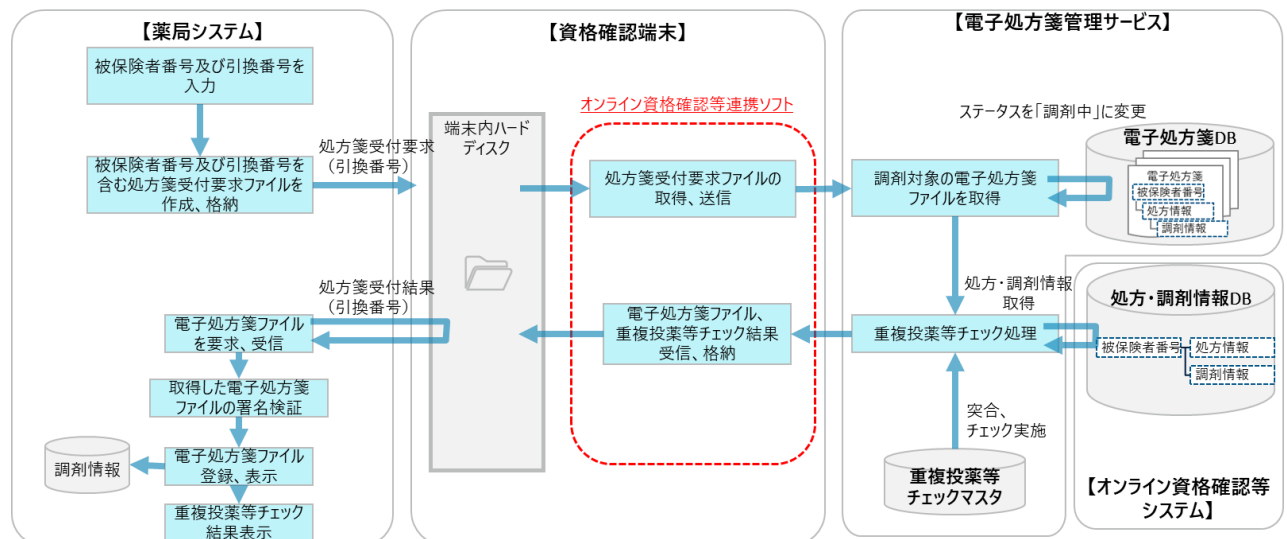 【薬局システム】
被保険者番号及び引換番号を
入力
被保険者番号及び引換番号を
含む処方箋受付要求ファイルを
作成、格納
処方箋受付要求
（引換番号）
処方箋受付結果
（引換番号）
電子処方箋ファイル
を要求、受信
取得した電子処方箋
ファイルの署名検証
電子処方箋ファイル
登録、表示
調剤情報
重複投薬等チェック
結果表示
【資格確認端末】
端末内ハード
ディスク
オンライン資格確認等連携ソフト
処方箋受付要求ファイルの
取得、送信
電子処方箋ファイル、
重複投薬等チェック結果
受信、格納
【電子処方箋管理サービス】
ステータスを「調剤中」に変更
調剤対象の電子処方箋
ファイルを取得
電子処方箋DB
電子処方箋
被保険者番号
処方情報
調剤情報
処方・調剤情報
取得
重複投薬等チェック処理
突合、
チェック実施
重複投薬等
チェックマスタ
処方・調剤情報DB
被保険者番号
処方情報
調剤情報
【オンライン資格確認等
システム】